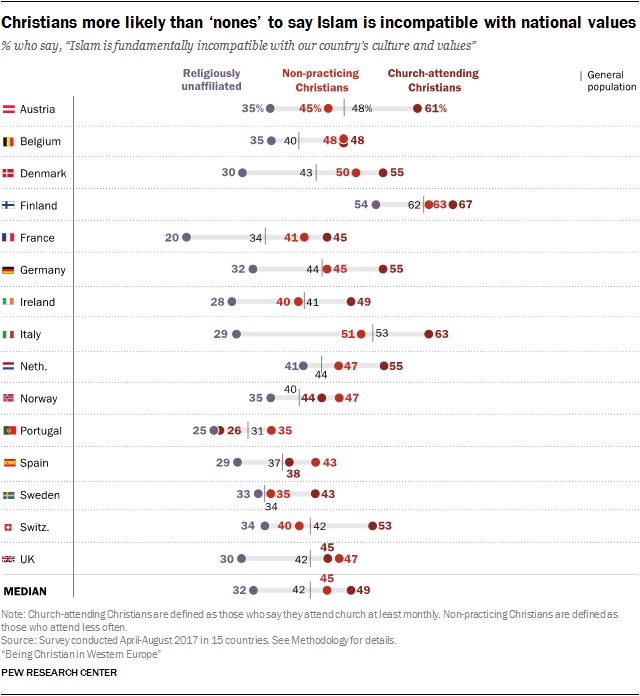 Christians more likely than ‘nones’ to say Islam is incompatible with national values
% who say, “Islam is fundamentally incompatible with our country’s culture and values”
Religiously unaffiliated
Non-practicing Christians
Church-attending Christians
General population
Austria 35% 45% 48% 61%
Belgium 35 40 48 48
Denmark 30 43 50 55
Finland 54 62 63 67
France 20 34 41 45
Germany 32 44 45 55
Ireland 28 40 41 49
Italy 29 51 53 63
Neth. 41 44 47 55
Norway 35 40 44 47
Portugal 25 26 31 35
Spain 29 37 38 43
Sweden 33 34 35 43
Switz. 34 40 42 53
UK 30 42 45 47
MEDIAN 32 42 45 49
Note: Church-attending Christians are defined as those who say they attend church at least monthly. Non-practicing Christians are defined as
those who attend less often.
Source: Survey conducted April-August 2017 in 15 countries. See Methodology for details.
“Being Christian in Western Europe”
PEW RESEARCH CENTER